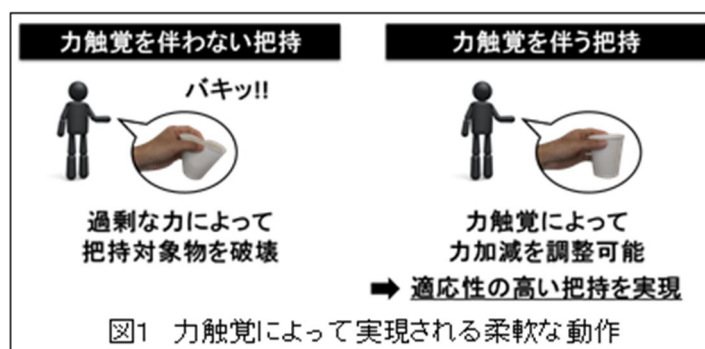 力触覚を伴わない把持
バキッ!!
過剰な力によって
把持対象物を破壊
力触覚を伴う把持
力触覚によって
力加減を調整可能
➡ 適応性の高い把持を実現
図1 力触覚によって実現される柔軟な動作